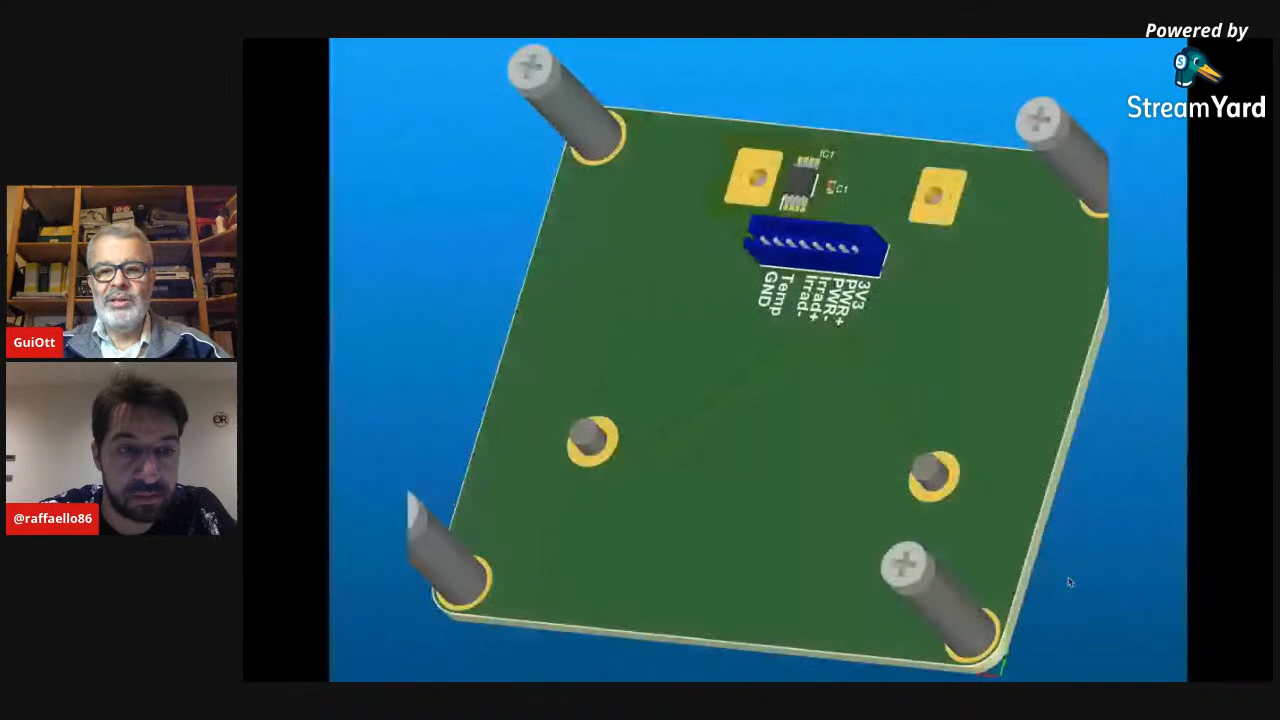 Powered by
StreamYard
IC1
C1
GND
Temp
Irrad-
Irrad+
PWR-
PWR+
3V3
GuiOtt
@raffaello86